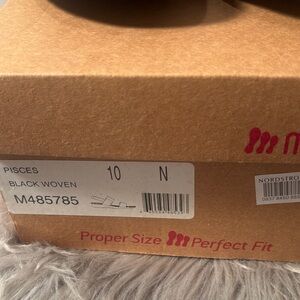 PISCES 10 N
BLACK WOVEN
M485785
NORDSTRO
Proper Size Perfect Fit